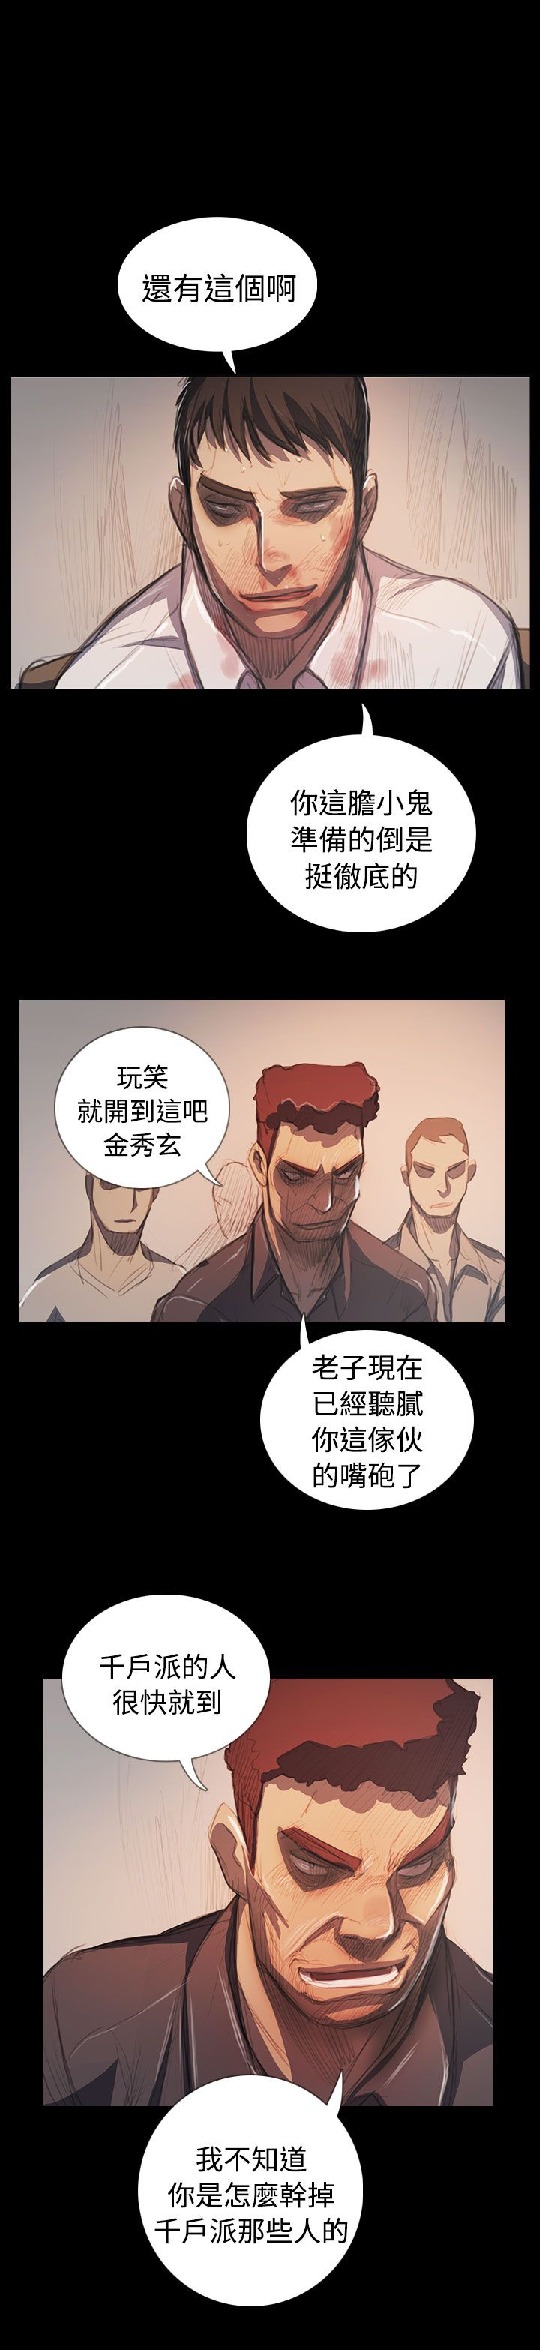 還有這個啊
你這膽小鬼
準備的倒是
挺徹底的
玩笑
就開到這吧
金秀玄
老子現在
已經聽膩
你這傢伙
的嘴砲了
千戶派的人
很快就到
我不知道
你是怎麼幹掉
千戶派那些人的